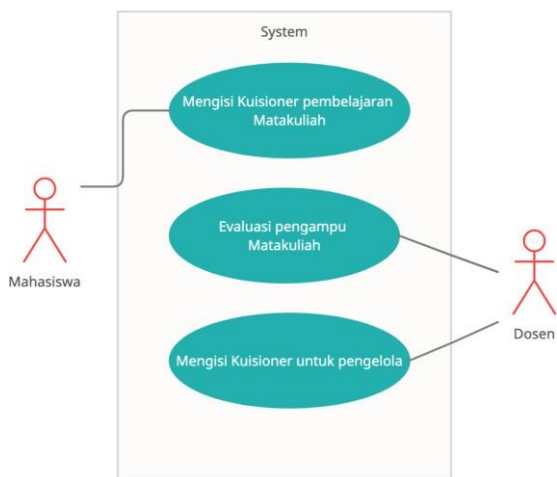 System
Mengisi Kuisioner pembelajaran
Matakuliah
Mahasiswa
Evaluasi pengampu
Matakuliah
Dosen
Mengisi Kuisioner untuk pengelola